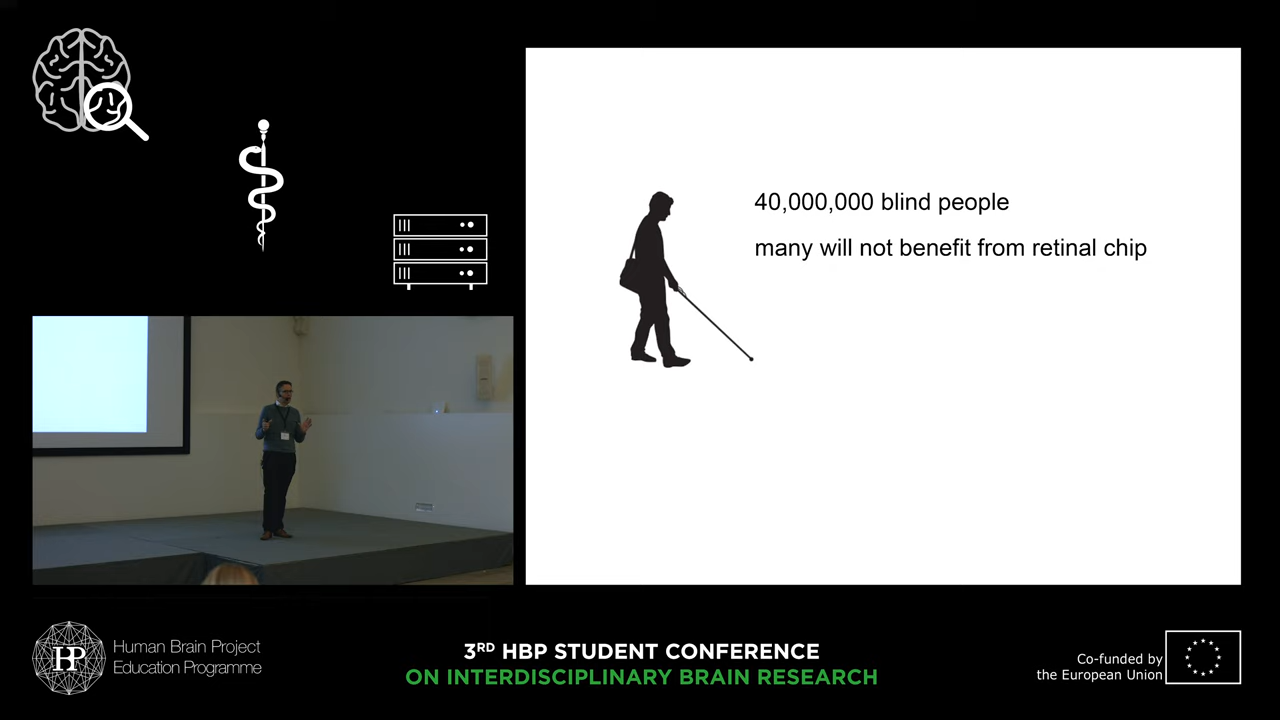 40,000,000 blind people
many will not benefit from retinal chip
HP
Human Brain Project
Education Programme
3RD HBP STUDENT CONFERENCE
ON INTERDISCIPLINARY BRAIN RESEARCH
Co-funded by
the European Union